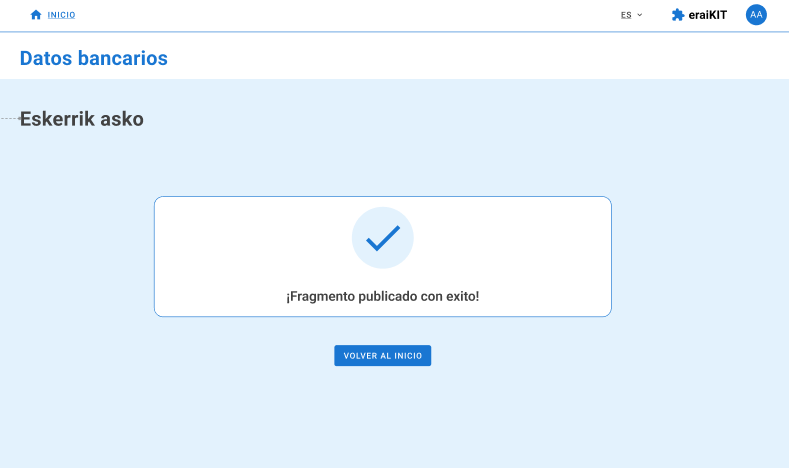 INICIO
ES
eraiKIT
AA
Datos bancarios
Eskerrik asko
¡Fragmento publicado con exito!
VOLVER AL INICIO